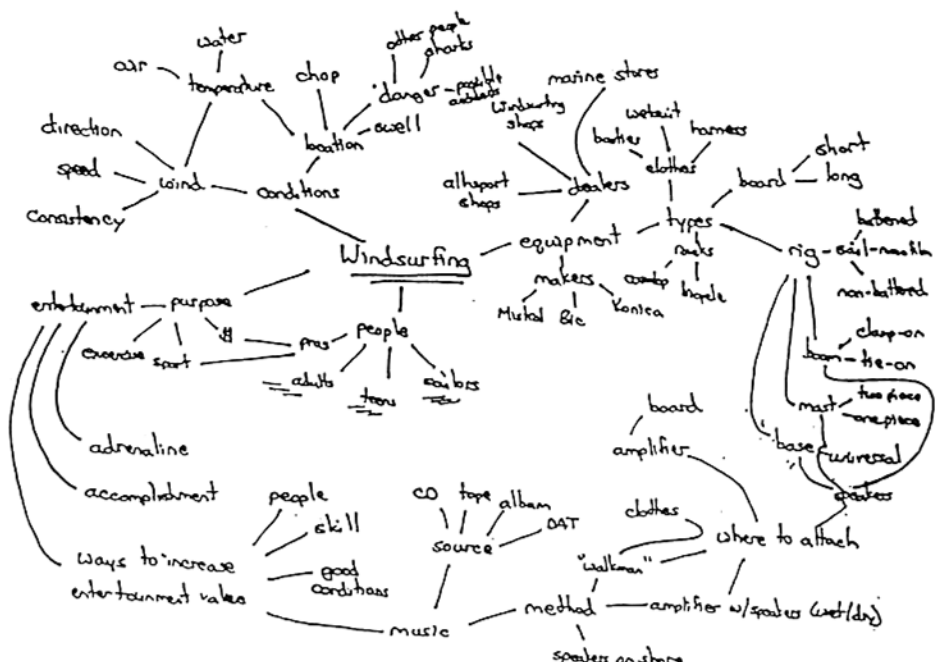 water
air
temperature
chop
other people
sharks
danger
possible
swell
location
direction
speed
wind
consistency
conditions
marine stores
windsurfing
shops
allsport
shops
dealers
booties
wetsuit
harness
clothes
types
board
short
long
Windsurfing
equipment
makers
Mistral
Bic
racks
bicycle
rig
battened
non-battened
boom
clamp-on
tie-on
mast
two piece
one piece
base
universal
speakers
entertainment
purpose
exercise
sport
$
pros
people
adults
teens
sailors
adrenaline
accomplishment
ways to increase
entertainment value
people
skill
good
conditions
music
source
CD
tape
album
DAT
method
"walkman"
clothes
board
amplifier
where to attach
amplifier w/speakers (wet/dry)
speakers on shore